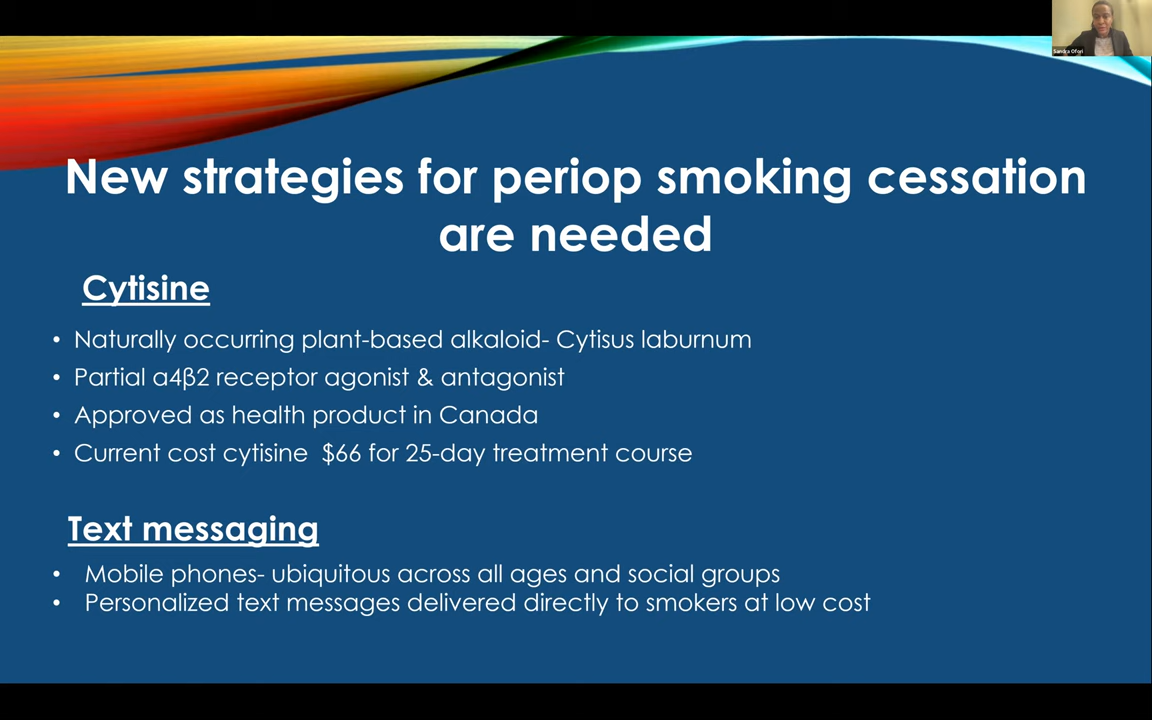 Sandra Ofori
New strategies for periop smoking cessation
are needed
Cytisine
• Naturally occurring plant-based alkaloid- Cytisus laburnum
• Partial α4β2 receptor agonist & antagonist
• Approved as health product in Canada
• Current cost cytisine $66 for 25-day treatment course
Text messaging
• Mobile phones- ubiquitous across all ages and social groups
• Personalized text messages delivered directly to smokers at low cost